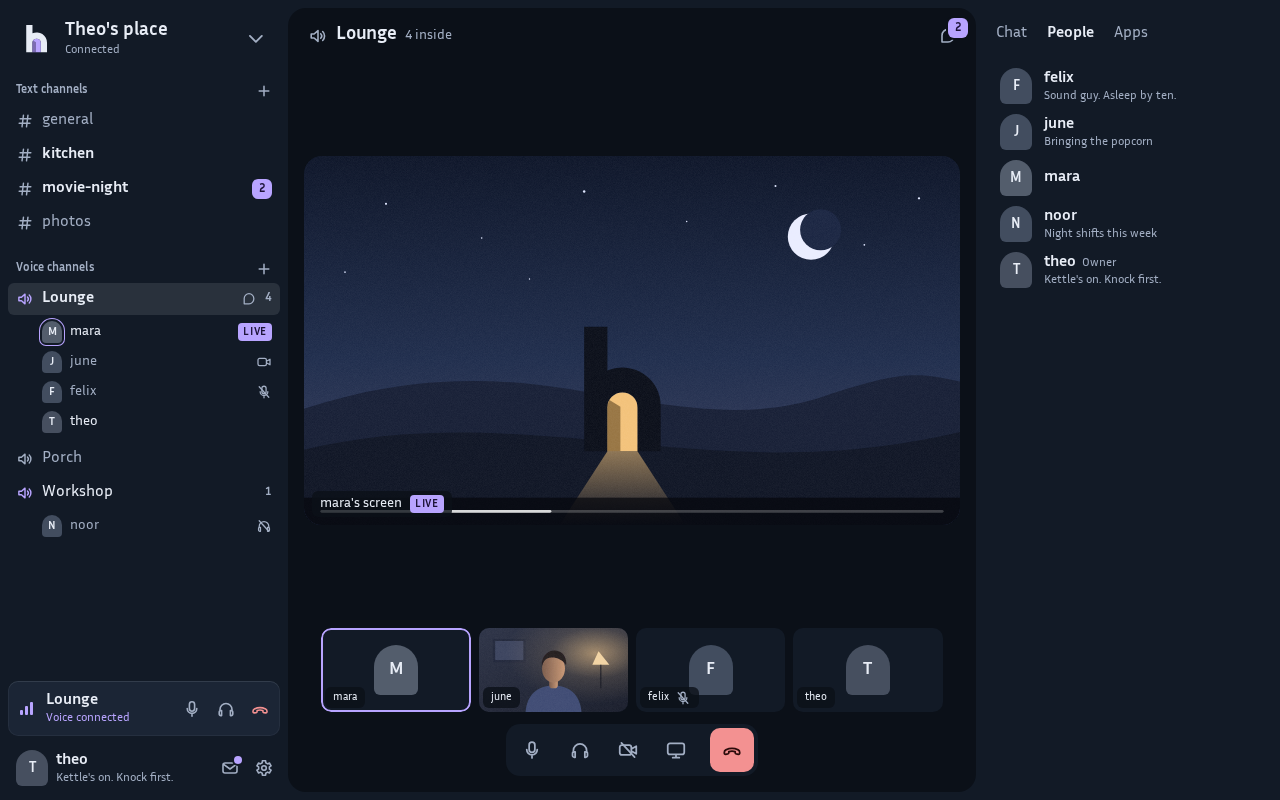 Theo's place
Connected
Text channels
general
kitchen
movie-night
2
photos
Voice channels
Lounge
4
M
mara
LIVE
J
june
F
felix
T
theo
Porch
Workshop
1
N
noor
Lounge
Voice connected
T
theo
Kettle's on. Knock first.
Lounge
4 inside
2
mara's screen
LIVE
M
mara
june
F
felix
T
theo
Chat
People
Apps
F
felix
Sound guy. Asleep by ten.
J
june
Bringing the popcorn
M
mara
N
noor
Night shifts this week
T
theo Owner
Kettle's on. Knock first.